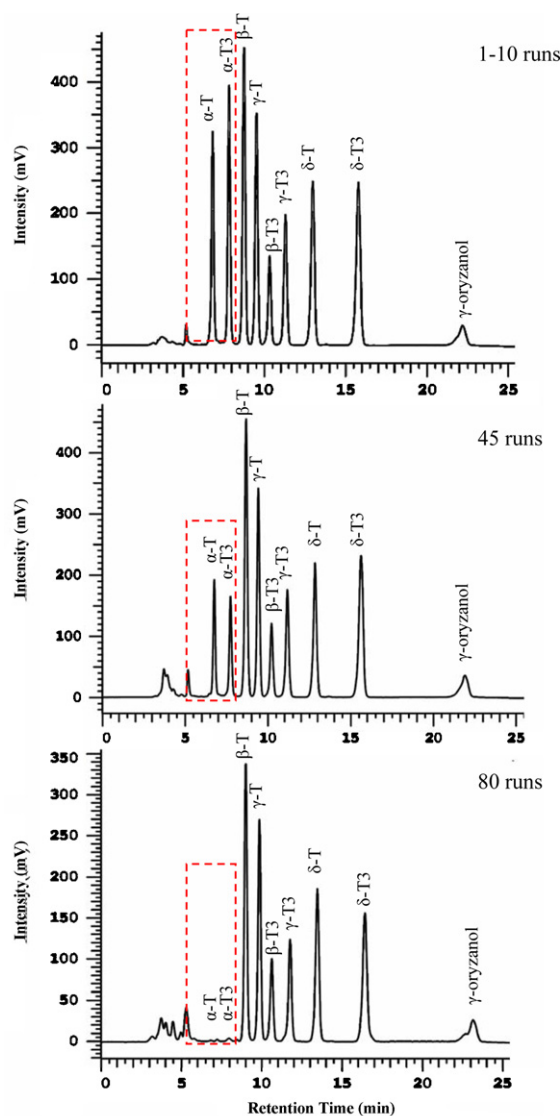 1-10 runs
Intensity (mV)
400
300
200
100
0
α-T
α-T3
β-T
γ-T
β-T3
γ-T3
δ-T
δ-T3
γ-oryzanol
0 5 10 15 20 25
45 runs
Intensity (mV)
400
300
200
100
0
α-T
α-T3
β-T
γ-T
β-T3
γ-T3
δ-T
δ-T3
γ-oryzanol
0 5 10 15 20 25
80 runs
Intensity (mV)
350
300
250
200
150
100
50
0
α-T
α-T3
β-T
γ-T
β-T3
γ-T3
δ-T
δ-T3
γ-oryzanol
0 5 10 15 20 25
Retention Time (min)